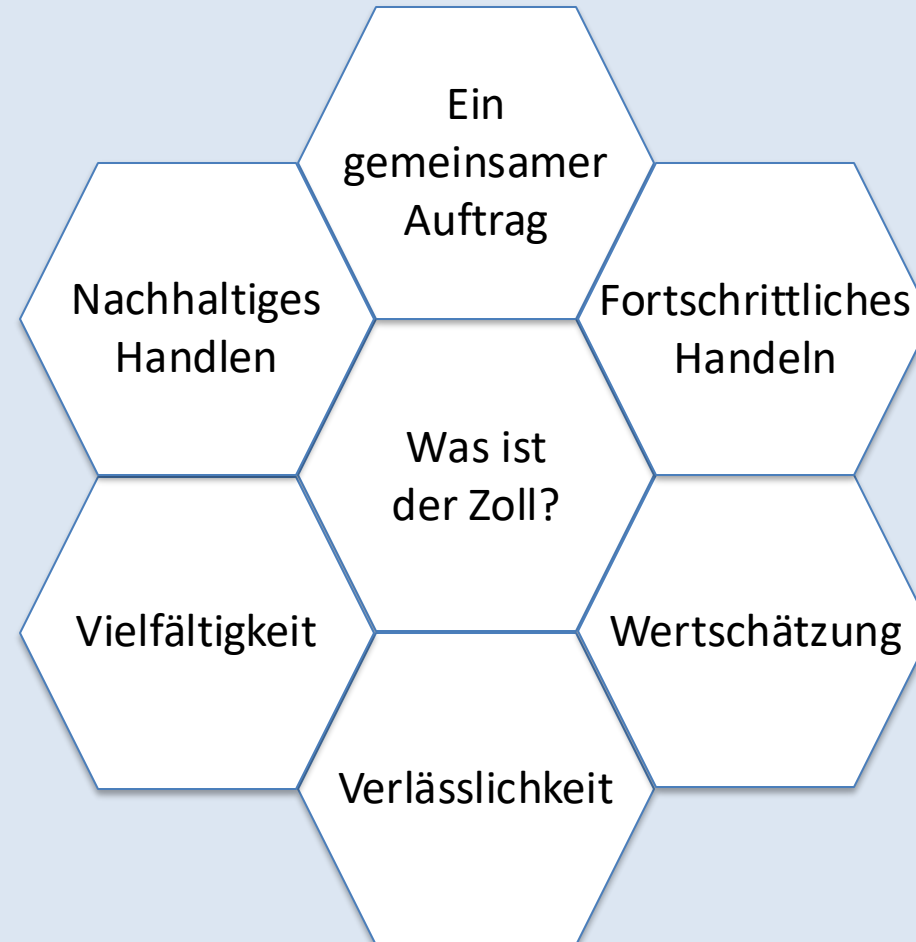 Ein
gemeinsamer
Auftrag
Nachhaltiges
Handlen
Fortschrittliches
Handeln
Was ist
der Zoll?
Vielfältigkeit
Wertschätzung
Verlässlichkeit